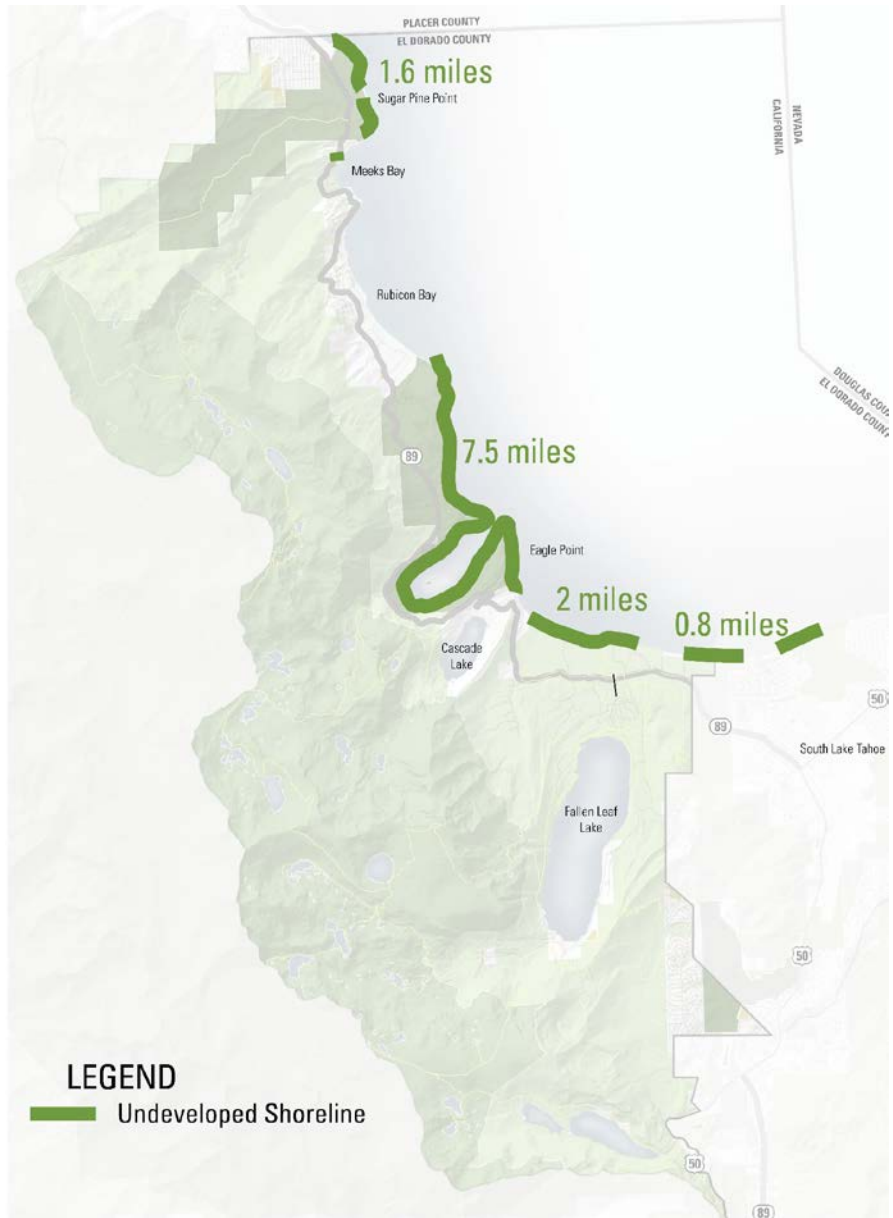 PLACER COUNTY
EL DORADO COUNTY
1.6 miles
Sugar Pine Point
NEVADA
CALIFORNIA
Meeks Bay
Rubicon Bay
DOUGLAS COU
EL DORADO COUNT
89
7.5 miles
Eagle Point
2 miles
0.8 miles
Cascade
Lake
50
89
South Lake Tahoe
Fallen Leaf
Lake
50
LEGEND
Undeveloped Shoreline
50
89